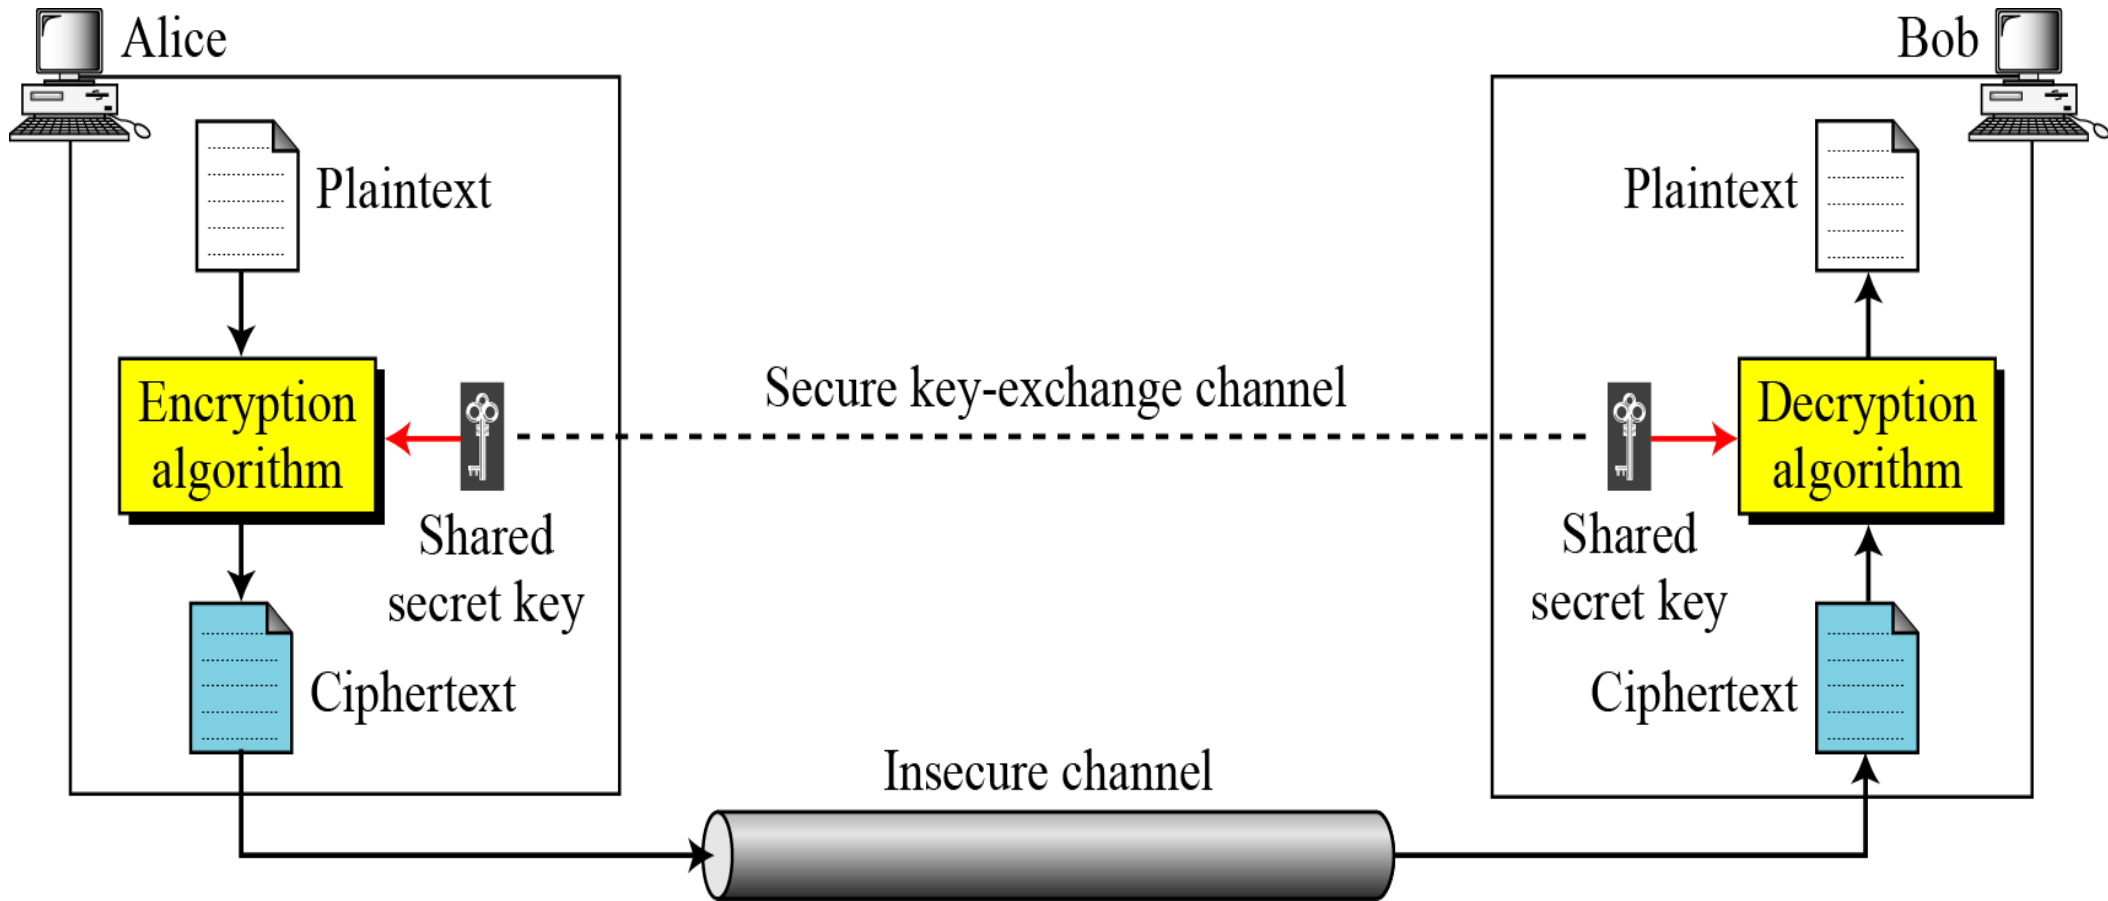 Alice
Bob
Plaintext
Plaintext
Encryption
algorithm
Secure key-exchange channel
Decryption
algorithm
Shared
secret key
Shared
secret key
Ciphertext
Ciphertext
Insecure channel